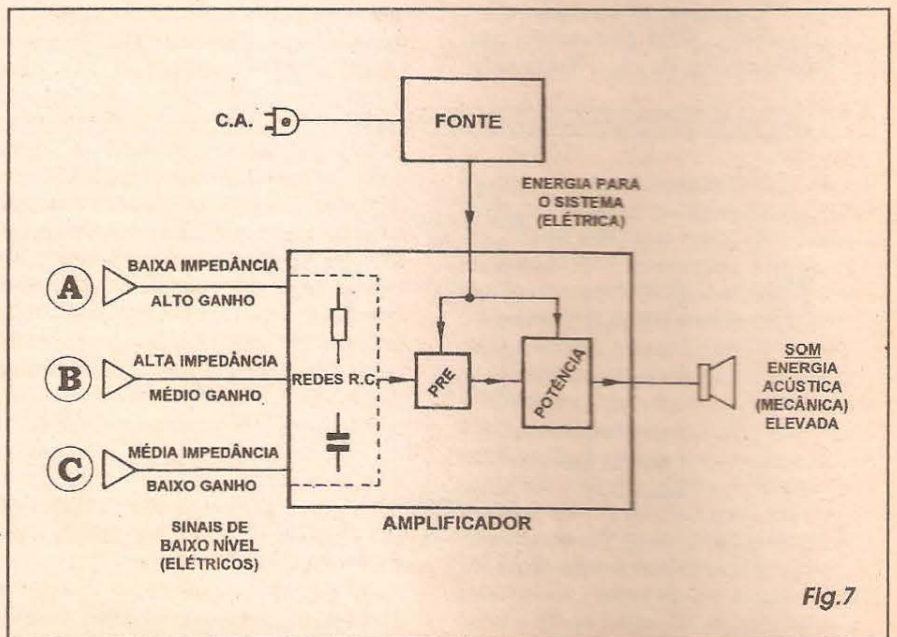 C.A.
FONTE
ENERGIA PARA
O SISTEMA
(ELÉTRICA)
A
BAIXA IMPEDÂNCIA
ALTO GANHO
B
ALTA IMPEDÂNCIA
MÉDIO GANHO
C
MÉDIA IMPEDÂNCIA
BAIXO GANHO
SINAIS DE
BAIXO NÍVEL
(ELÉTRICOS)
REDES R.C.
PRE
POTÊNCIA
AMPLIFICADOR
SOM
ENERGIA
ACÚSTICA
(MECÂNICA)
ELEVADA
Fig.7